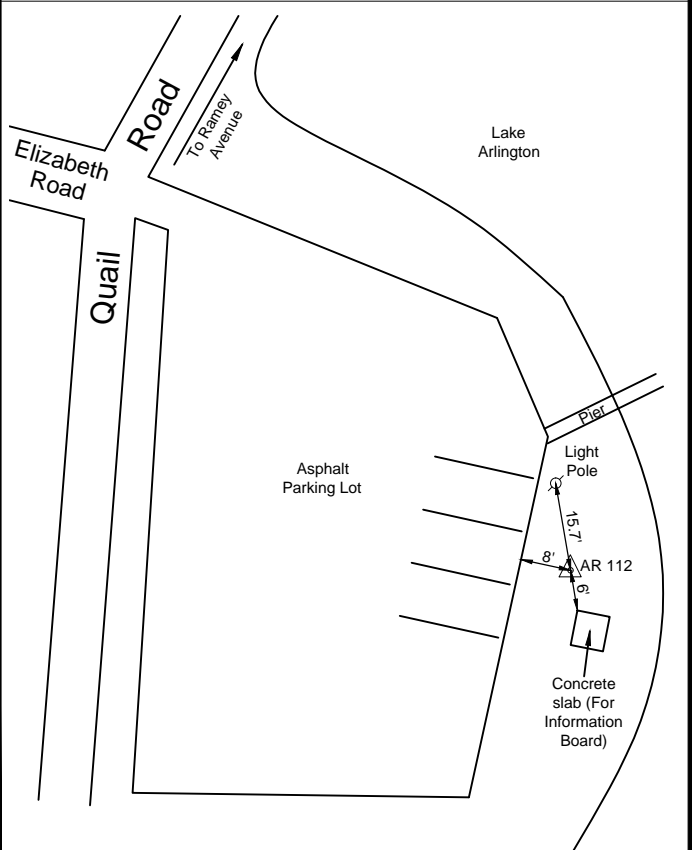 Road
To Ramey
Avenue
Elizabeth
Road
Quail
Lake
Arlington
Pier
Light
Pole
Asphalt
Parking Lot
15.7'
8'
AR 112
6'
Concrete
slab (For
Information
Board)